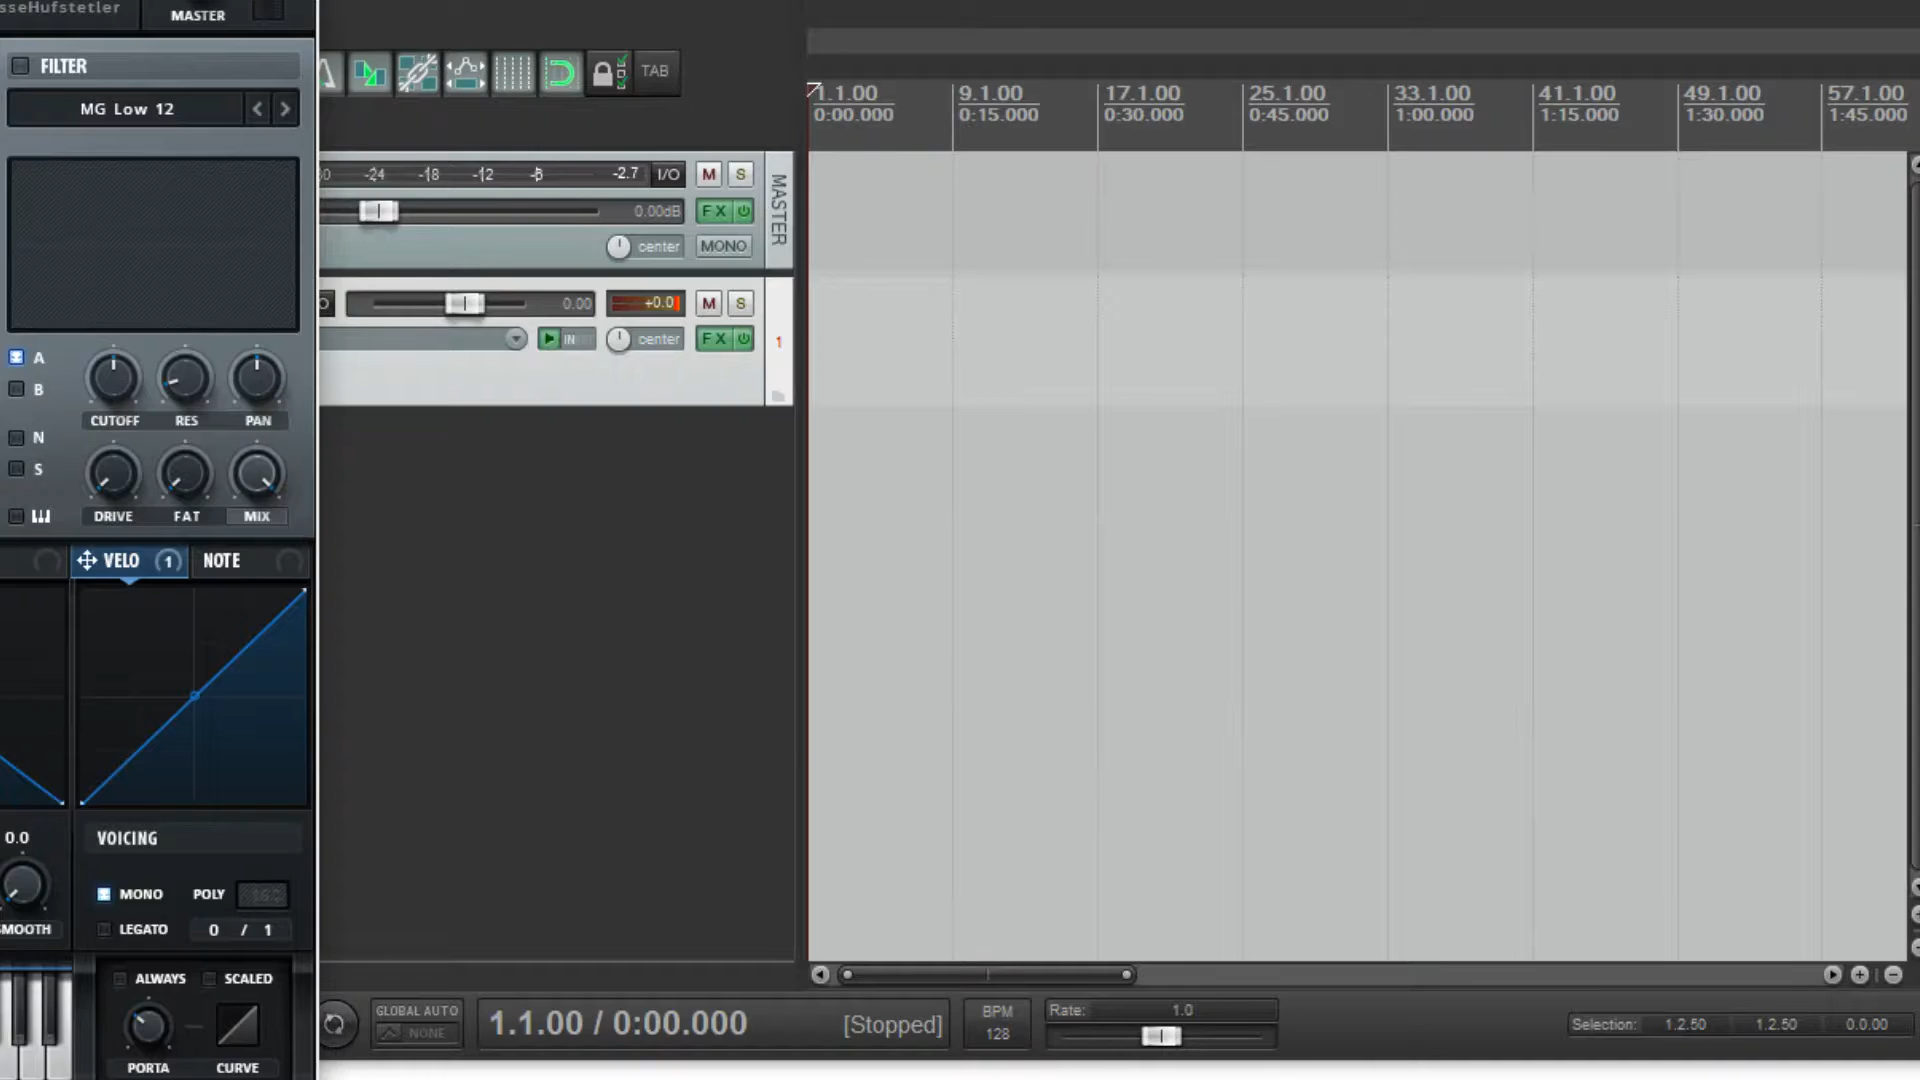 sseHufstetler
MASTER
FILTER
MG Low 12
A
B
N
S
CUTOFF RES PAN
DRIVE FAT MIX
VELO 1 NOTE
0.0
VOICING
MONO POLY
LEGATO 0 / 1
SMOOTH
ALWAYS SCALED
PORTA CURVE
TAB
-24 -18 -12 -6 -2.7 I/O M S
0.00dB FX
center MONO
MASTER
0.00 +0.0 M S
IN center FX
1
1.1.00 9.1.00 17.1.00 25.1.00 33.1.00 41.1.00 49.1.00 57.1.00
0:00.000 0:15.000 0:30.000 0:45.000 1:00.000 1:15.000 1:30.000 1:45.000
GLOBAL AUTO
NONE
1.1.00 / 0:00.000 [Stopped]
BPM
128
Rate: 1.0
Selection: 1.2.50 1.2.50 0.0.00